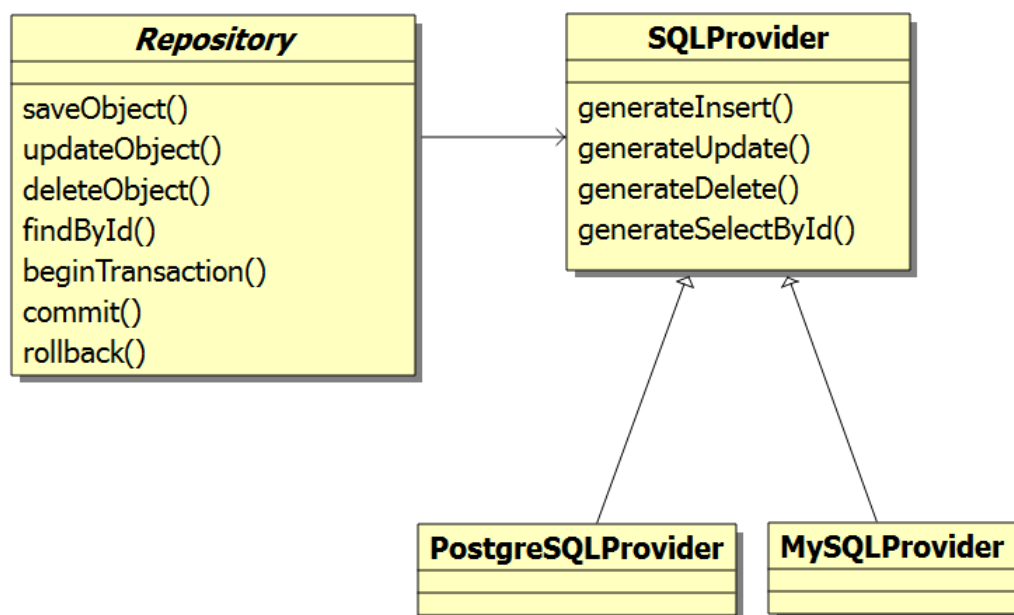 Repository
saveObject()
updateObject()
deleteObject()
findById()
beginTransaction()
commit()
rollback()
SQLProvider
generateInsert()
generateUpdate()
generateDelete()
generateSelectById()
PostgreSQLProvider
MySQLProvider